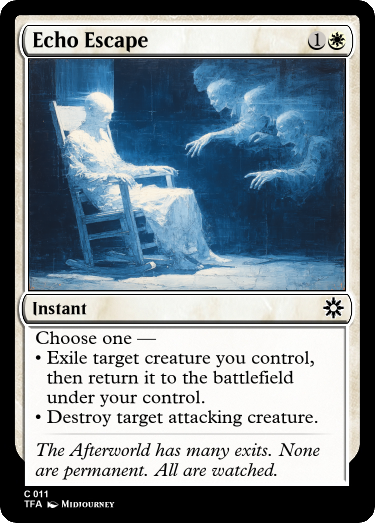 Echo Escape 1
Instant
Choose one —
• Exile target creature you control,
then return it to the battlefield
under your control.
• Destroy target attacking creature.
The Afterworld has many exits. None
are permanent. All are watched.
C 011
TFA Midjourney